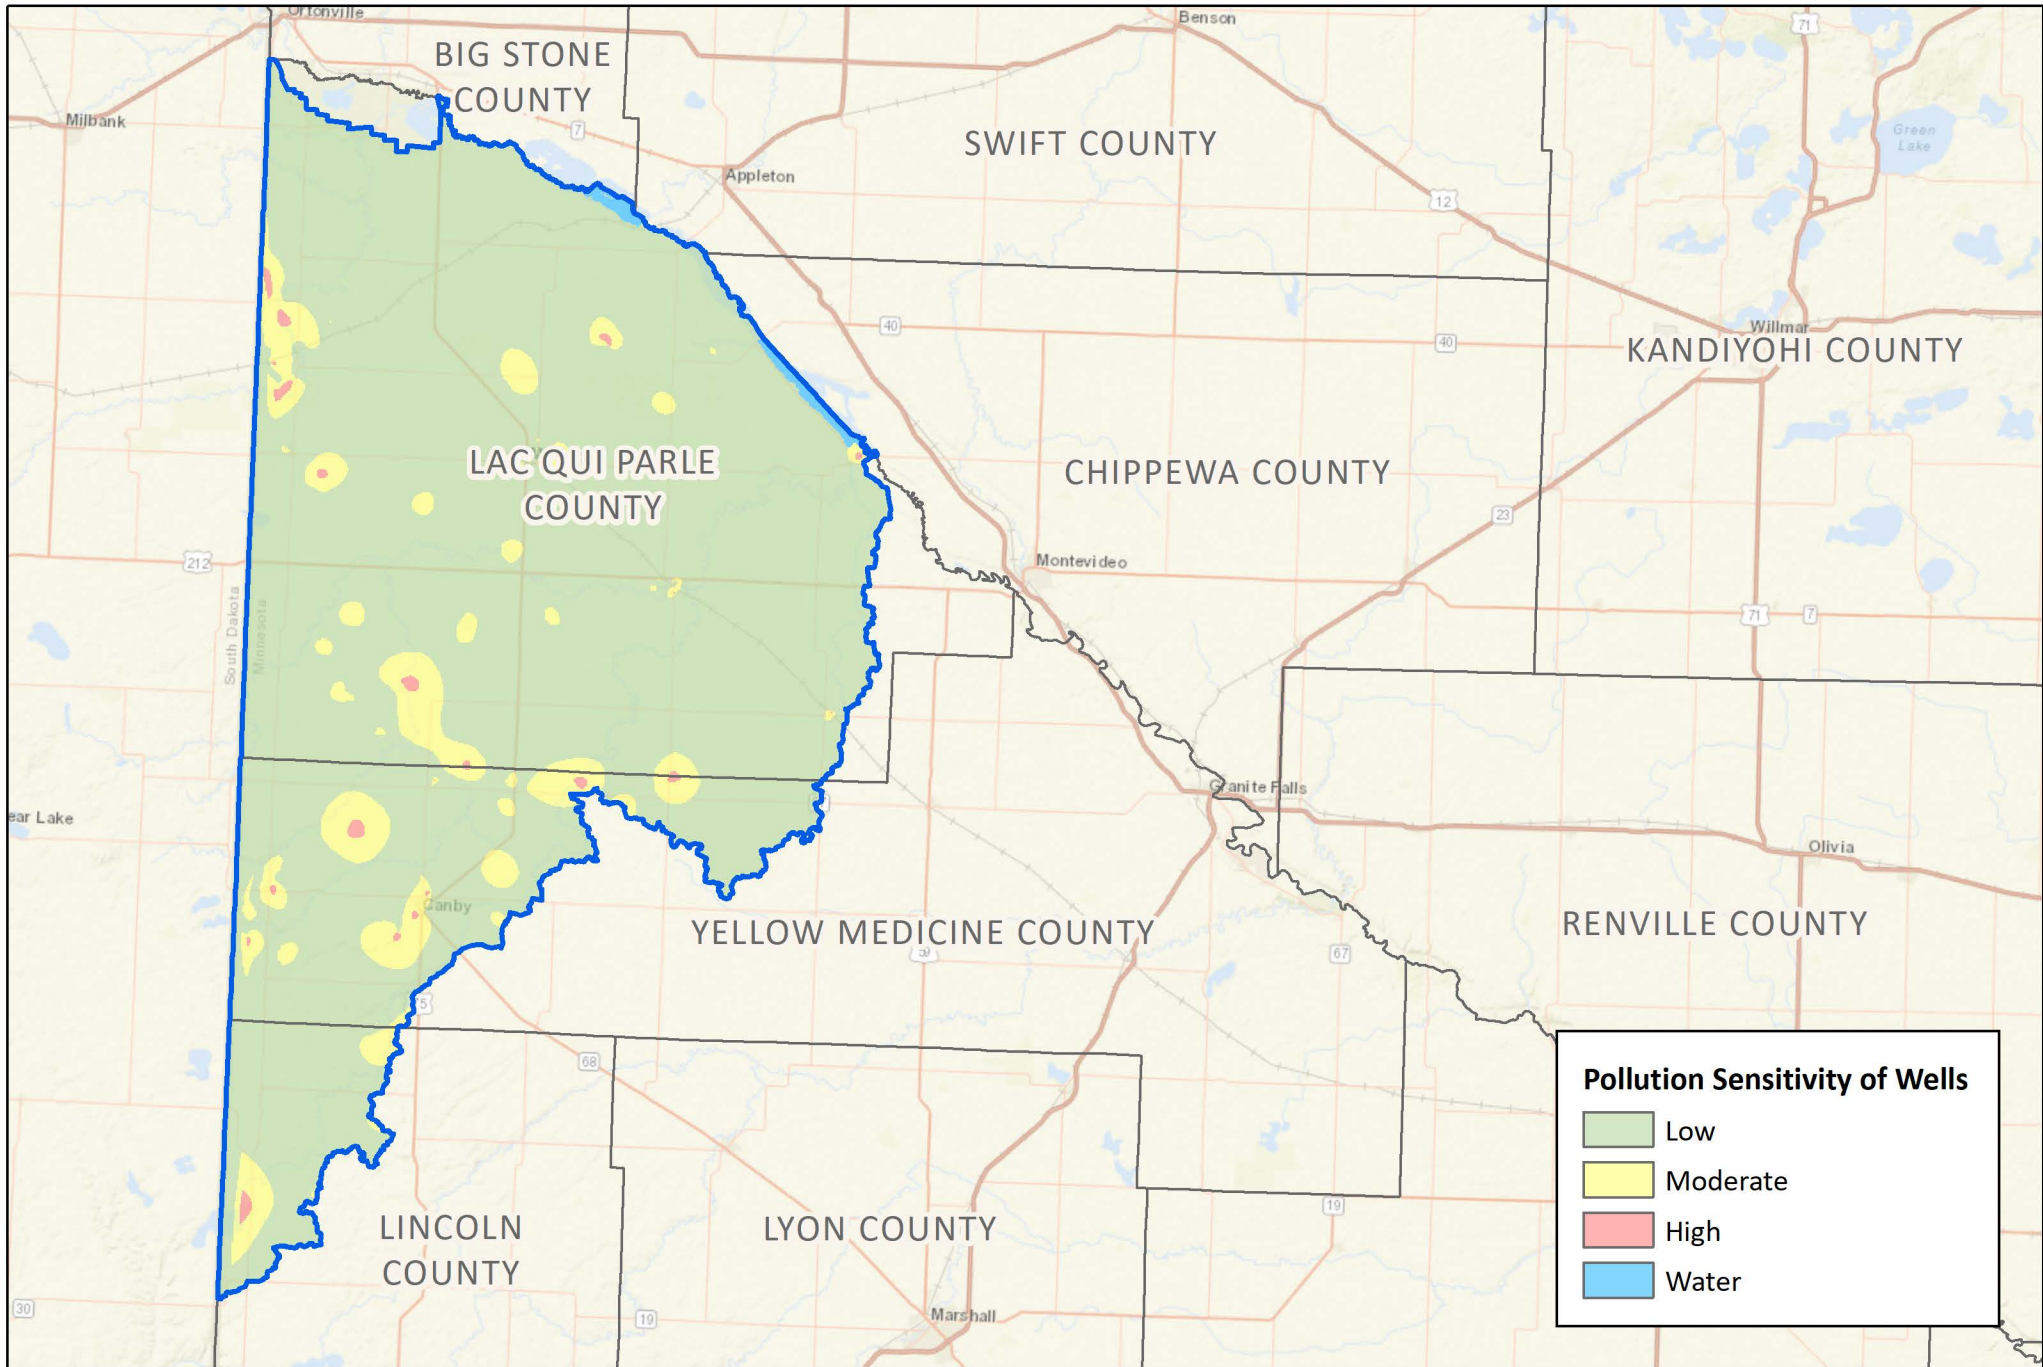 Ortonville
BIG STONE
COUNTY
Benson
71
Milbank
7
SWIFT COUNTY
Green
Lake
Appleton
12
40
40
Willmar
KANDIYOHI COUNTY
LAC QUI PARLE
COUNTY
CHIPPEWA COUNTY
23
212
Montevideo
South Dakota
Minnesota
71
7
Granite Falls
ear Lake
Olivia
Canby
YELLOW MEDICINE COUNTY
RENVILLE COUNTY
59
67
75
68
Pollution Sensitivity of Wells
Low
Moderate
High
Water
19
LINCOLN
COUNTY
LYON COUNTY
30
19
Marshall